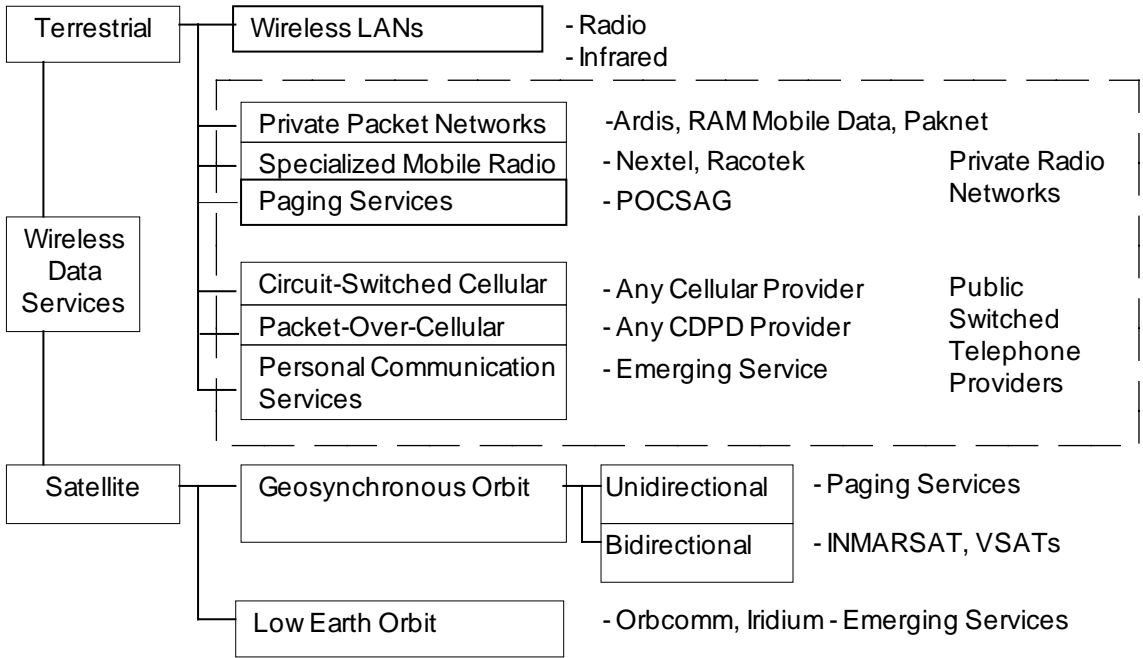 Terrestrial
Wireless LANs
- Radio
- Infrared
Private Packet Networks
-Ardis, RAM Mobile Data, Paknet
Specialized Mobile Radio
- Nextel, Racotek
Private Radio
Networks
Paging Services
- POCSAG
Wireless
Data
Services
Circuit-Switched Cellular
- Any Cellular Provider
Public
Switched
Telephone
Providers
Packet-Over-Cellular
- Any CDPD Provider
Personal Communication
Services
- Emerging Service
Satellite
Geosynchronous Orbit
Unidirectional
- Paging Services
Bidirectional
- INMARSAT, VSATs
Low Earth Orbit
- Orbcomm, Iridium - Emerging Services